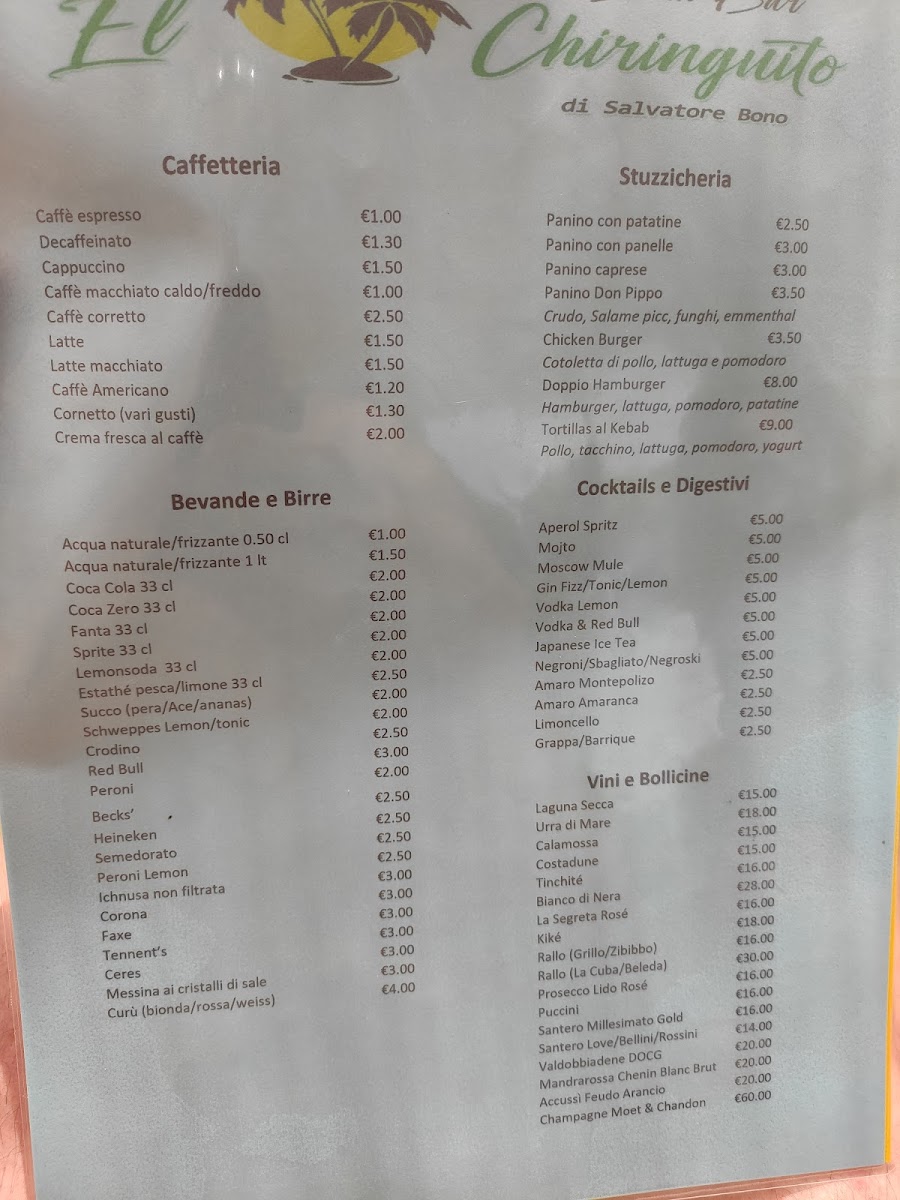 El Chiringuito
di Salvatore Bono
Caffetteria
Caffè espresso €1.00
Decaffeinato €1.30
Cappuccino €1.50
Caffè macchiato caldo/freddo €1.00
Caffè corretto €2.50
Latte €1.50
Latte macchiato €1.50
Caffè Americano €1.20
Cornetto (vari gusti) €1.30
Crema fresca al caffè €2.00
Bevande e Birre
Acqua naturale/frizzante 0.50 cl €1.00
Acqua naturale/frizzante 1 lt €1.50
Coca Cola 33 cl €2.00
Coca Zero 33 cl €2.00
Fanta 33 cl €2.00
Sprite 33 cl €2.00
Lemonsoda 33 cl €2.00
Estathé pesca/limone 33 cl €2.50
Succo (pera/Ace/ananas) €2.00
Schweppes Lemon/tonic €2.00
Crodino €2.50
Red Bull €3.00
Peroni €2.00
Becks’ €2.50
Heineken €2.50
Semedorato €2.50
Peroni Lemon €2.50
Ichnusa non filtrata €3.00
Corona €3.00
Faxe €3.00
Tennent’s €3.00
Ceres €3.00
Messina ai cristalli di sale €3.00
Curù (bionda/rossa/weiss) €4.00
Stuzzicheria
Panino con patatine €2.50
Panino con panelle €3.00
Panino caprese €3.00
Panino Don Pippo €3.50
Crudo, Salame picc, funghi, emmenthal
Chicken Burger €3.50
Cotoletta di pollo, lattuga e pomodoro
Doppio Hamburger €8.00
Hamburger, lattuga, pomodoro, patatine
Tortillas al Kebab €9.00
Pollo, tacchino, lattuga, pomodoro, yogurt
Cocktails e Digestivi
Aperol Spritz €5.00
Mojto €5.00
Moscow Mule €5.00
Gin Fizz/Tonic/Lemon €5.00
Vodka Lemon €5.00
Vodka & Red Bull €5.00
Japanese Ice Tea €5.00
Negroni/Sbagliato/Negroski €5.00
Amaro Montepolizo €2.50
Amaro Amaranca €2.50
Limoncello €2.50
Grappa/Barrique €2.50
Vini e Bollicine
Laguna Secca €15.00
Urra di Mare €18.00
Calamossa €15.00
Costadune €15.00
Tinchité €16.00
Bianco di Nera €28.00
La Segreta Rosé €16.00
Kiké €18.00
Rallo (Grillo/Zibibbo) €16.00
Rallo (La Cuba/Beleda) €30.00
Prosecco Lido Rosé €16.00
Puccini €16.00
Santero Millesimato Gold €16.00
Santero Love/Bellini/Rossini €14.00
Valdobbiadene DOCG €20.00
Mandrarossa Chenin Blanc Brut €20.00
Accussì Feudo Arancio €20.00
Champagne Moet & Chandon €60.00